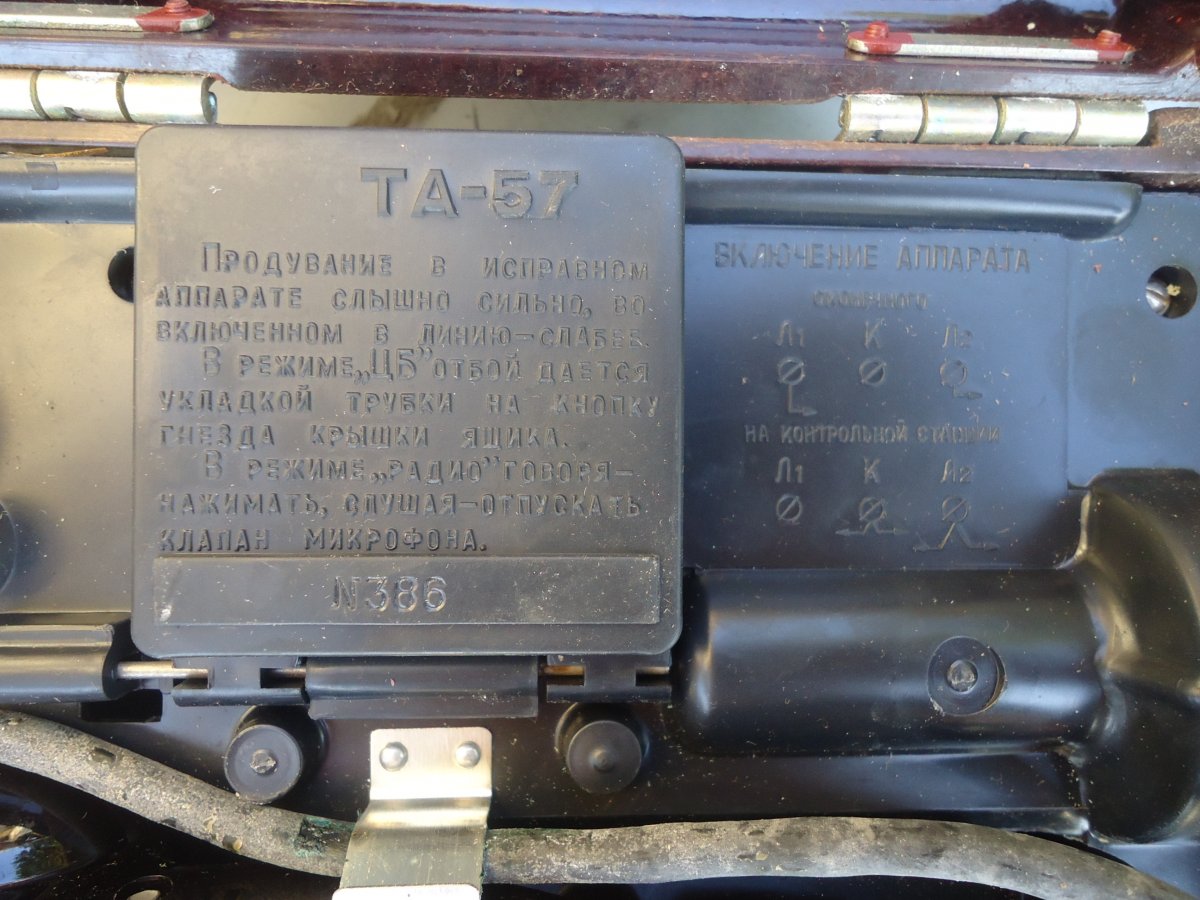 ТА-57
Продувание в исправном
аппарате слышно сильно, во
включенном в линию-слабее.
В режиме „ЦБ" отбой дается
укладкой трубки на кнопку
гнезда крышки ящика.
В режиме „радио" говоря-
нажимать, слушая-отпускать
клапан микрофона.
N386
ВКЛЮЧЕНИЕ АППАРАТА
ОКОНЕЧНОГО
Л1 К Л2
НА КОНТРОЛЬНОЙ СТАНЦИИ
Л1 К Л2